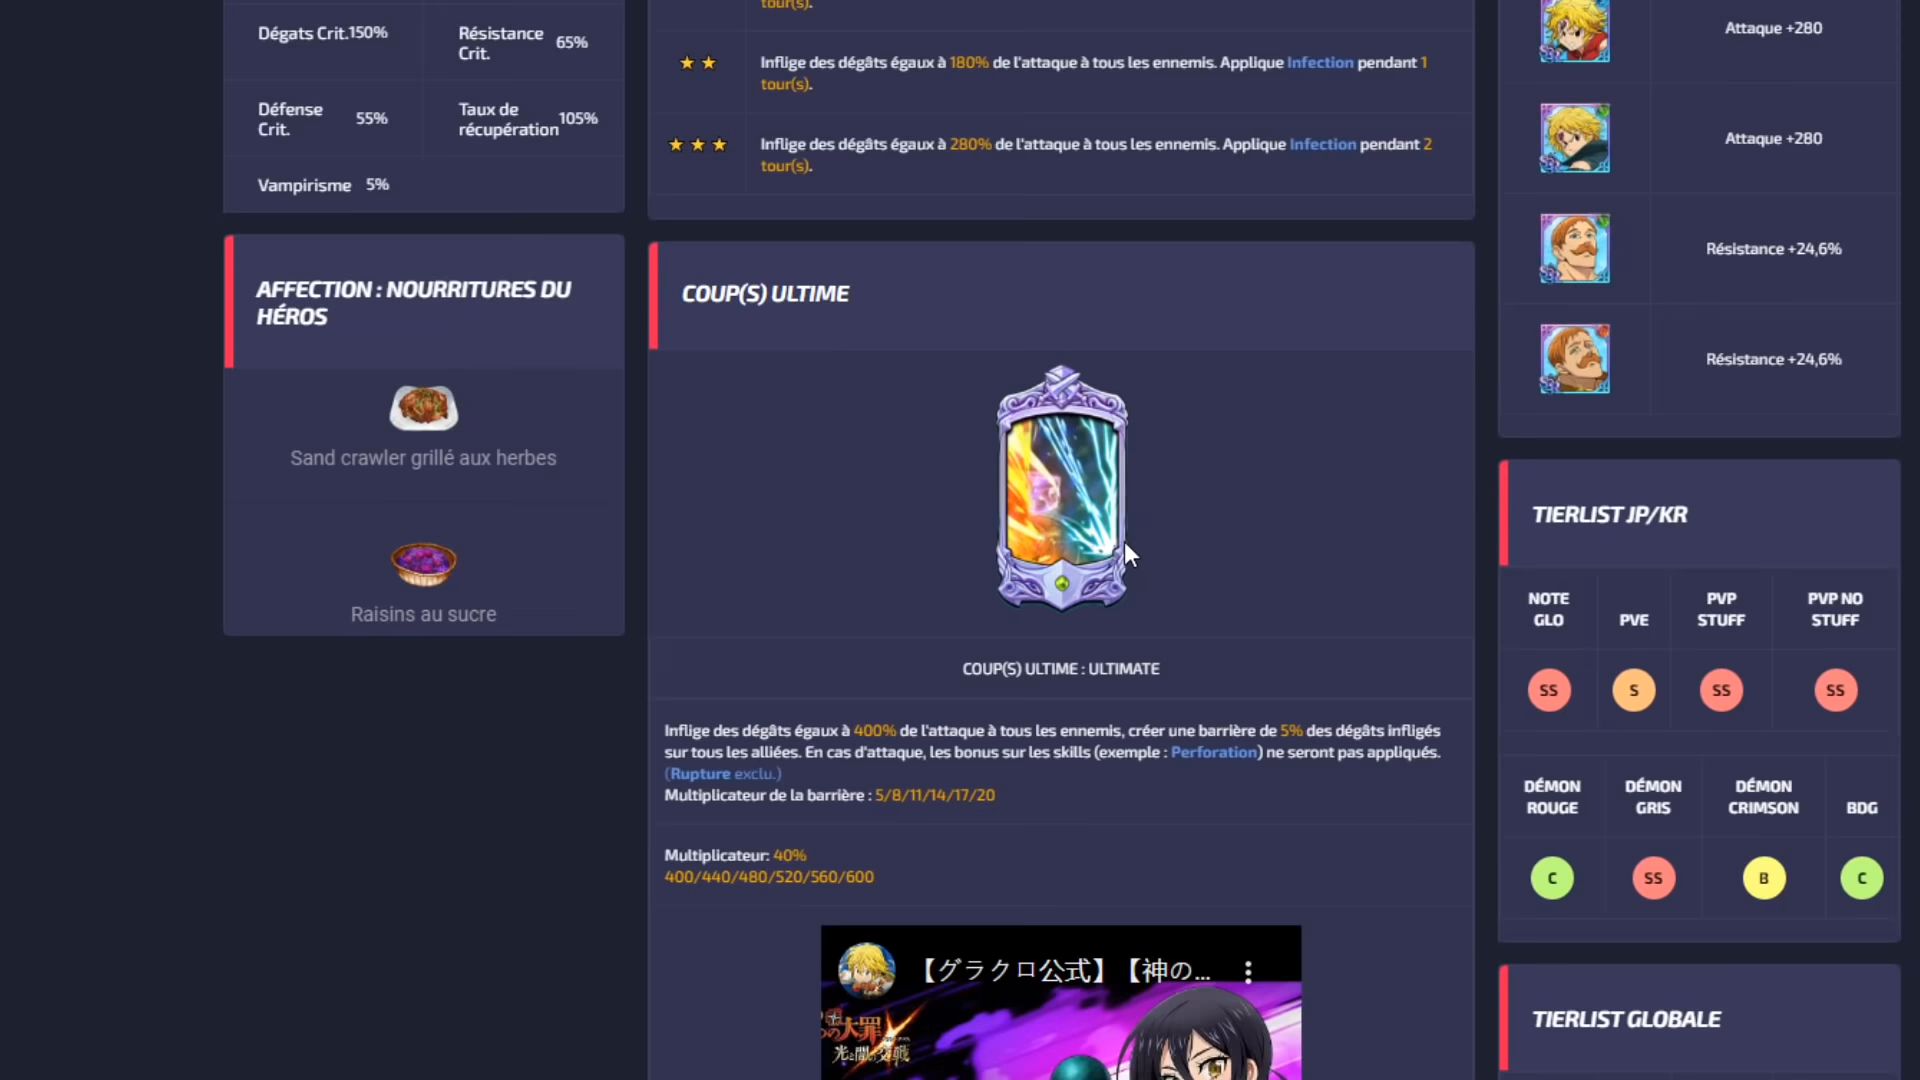 Dégats Crit.150%
Résistance Crit. 65%
Défense Crit. 55%
Taux de récupération 105%
Vampirisme 5%
AFFECTION : NOURRITURES DU
HÉROS
Sand crawler grillé aux herbes
Raisins au sucre
tour(s).
★ ★ Inflige des dégâts égaux à 180% de l'attaque à tous les ennemis. Applique Infection pendant 1
tour(s).
★ ★ ★ Inflige des dégâts égaux à 280% de l'attaque à tous les ennemis. Applique Infection pendant 2
tour(s).
COUP(S) ULTIME
COUP(S) ULTIME : ULTIMATE
Inflige des dégâts égaux à 400% de l'attaque à tous les ennemis, créer une barrière de 5% des dégâts infligés
sur tous les alliées. En cas d'attaque, les bonus sur les skills (exemple : Perforation) ne seront pas appliqués.
(Rupture exclu.)
Multiplicateur de la barrière : 5/8/11/14/17/20
Multiplicateur: 40%
400/440/480/520/560/600
【グラクロ公式】【神の...
大罪
光と闇の交戦
Attaque +280
Attaque +280
Résistance +24,6%
Résistance +24,6%
TIERLIST JP/KR
NOTE GLO PVE PVP STUFF PVP NO STUFF
SS S SS SS
DÉMON ROUGE DÉMON GRIS DÉMON CRIMSON BDG
C SS B C
TIERLIST GLOBALE